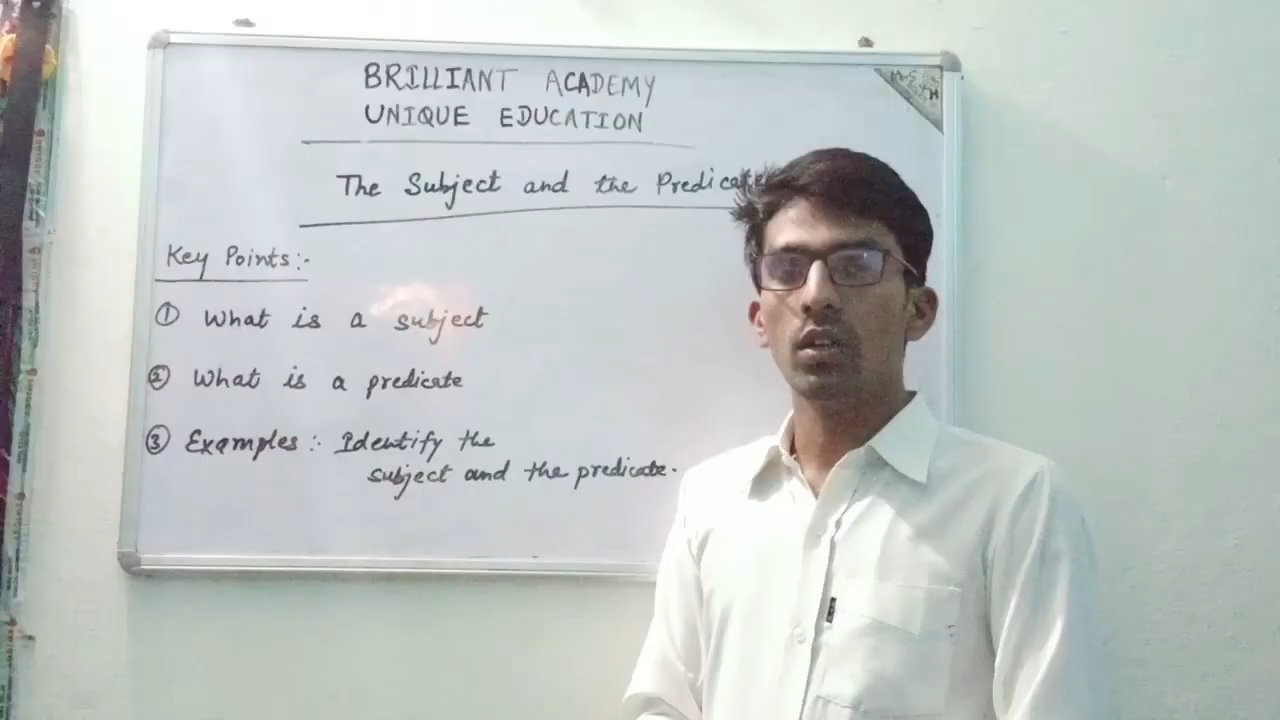 BRILLIANT ACADEMY
UNIQUE EDUCATION
The Subject and the Predicate
Key Points:-
① What is a subject
② What is a predicate
③ Examples :- Identify the
subject and the predicate.